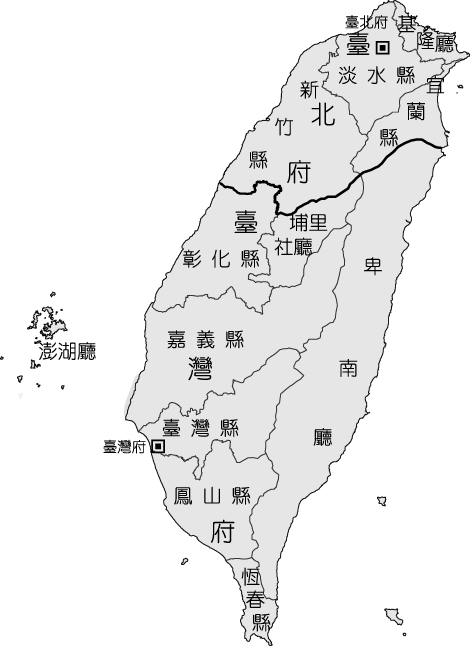 臺北府
基隆廳
臺北府
淡水縣
宜蘭縣
新竹縣
臺灣府
埔里
社廳
彰化縣
卑南廳
嘉義縣
澎湖廳
臺灣縣
臺灣府
鳳山縣
恆春縣